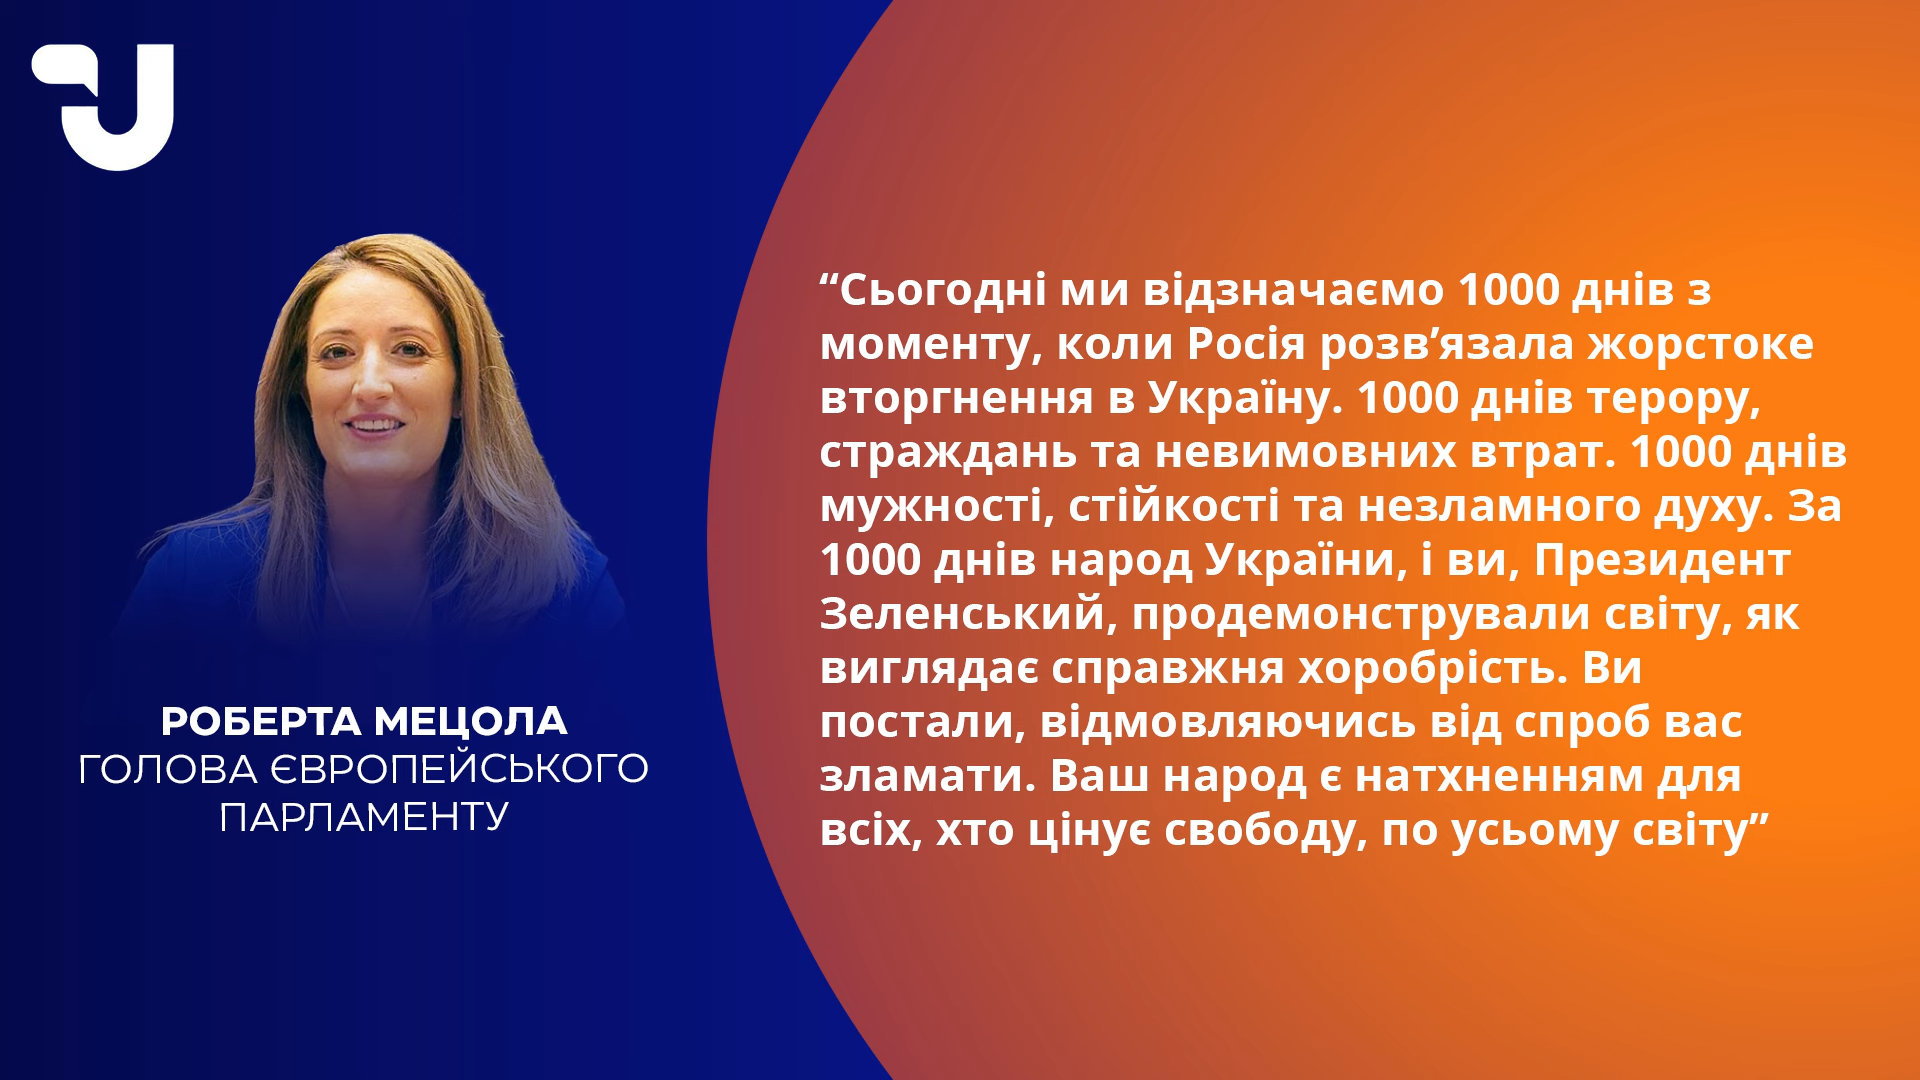 РОБЕРТА МЕЦОЛА
ГОЛОВА ЄВРОПЕЙСЬКОГО
ПАРЛАМЕНТУ
“Сьогодні ми відзначаємо 1000 днів з
моменту, коли Росія розв’язала жорстоке
вторгнення в Україну. 1000 днів терору,
страждань та невимовних втрат. 1000 днів
мужності, стійкості та незламного духу. За
1000 днів народ України, і ви, Президент
Зеленський, продемонстрували світу, як
виглядає справжня хоробрість. Ви
постали, відмовляючись від спроб вас
зламати. Ваш народ є натхненням для
всіх, хто цінує свободу, по усьому світу”